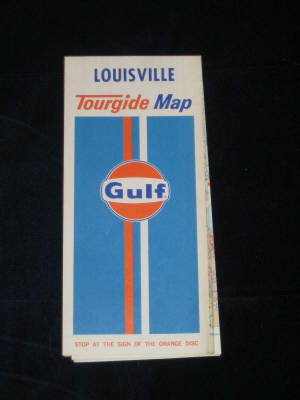 LOUISVILLE
Tourgide Map
Gulf
STOP AT THE SIGN OF THE ORANGE DISC